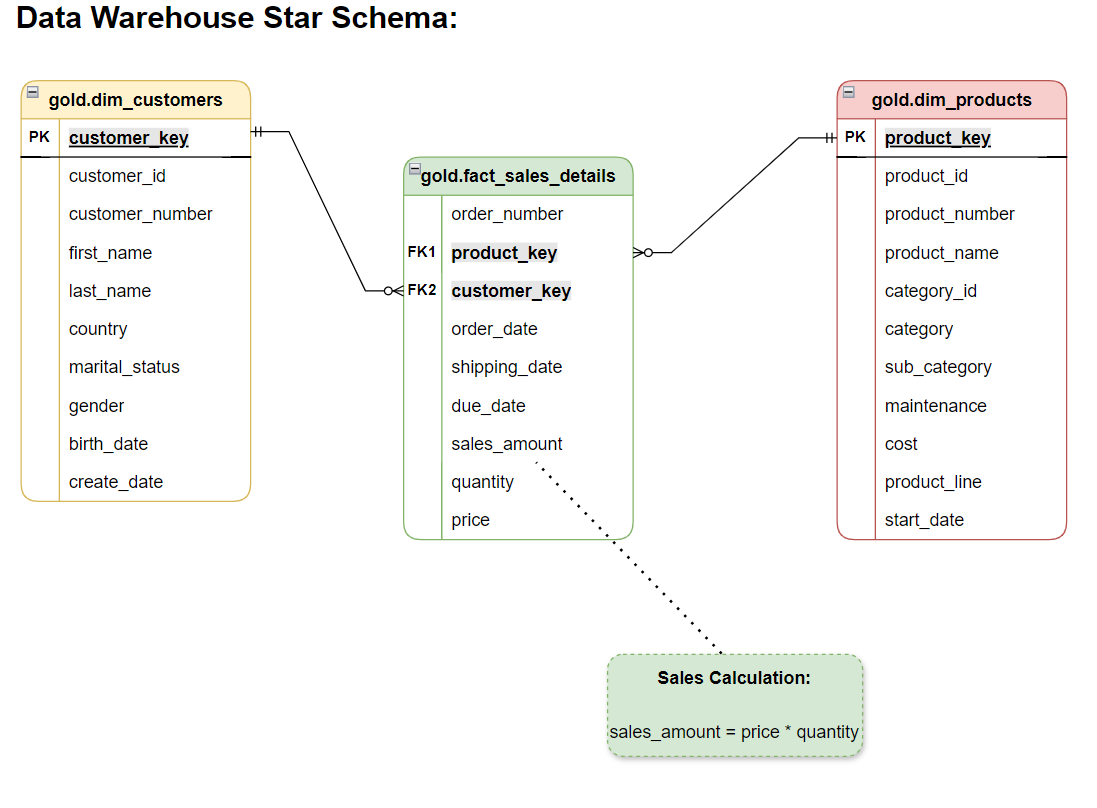 Data Warehouse Star Schema:
gold.dim_customers
PK customer_key
customer_id
customer_number
first_name
last_name
country
marital_status
gender
birth_date
create_date
gold.fact_sales_details
order_number
FK1 product_key
FK2 customer_key
order_date
shipping_date
due_date
sales_amount
quantity
price
gold.dim_products
PK product_key
product_id
product_number
product_name
category_id
category
sub_category
maintenance
cost
product_line
start_date
Sales Calculation:
sales_amount = price * quantity